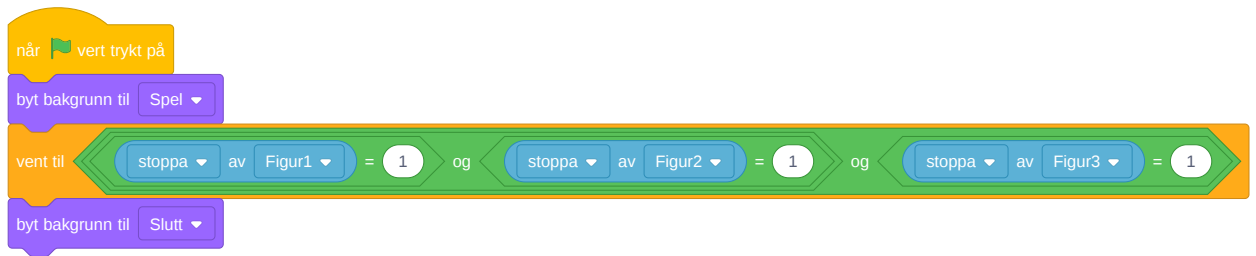 når vert trykt på
byt bakgrunn til Spel
vent til stoppa av Figur1 = 1 og stoppa av Figur2 = 1 og stoppa av Figur3 = 1
byt bakgrunn til Slutt